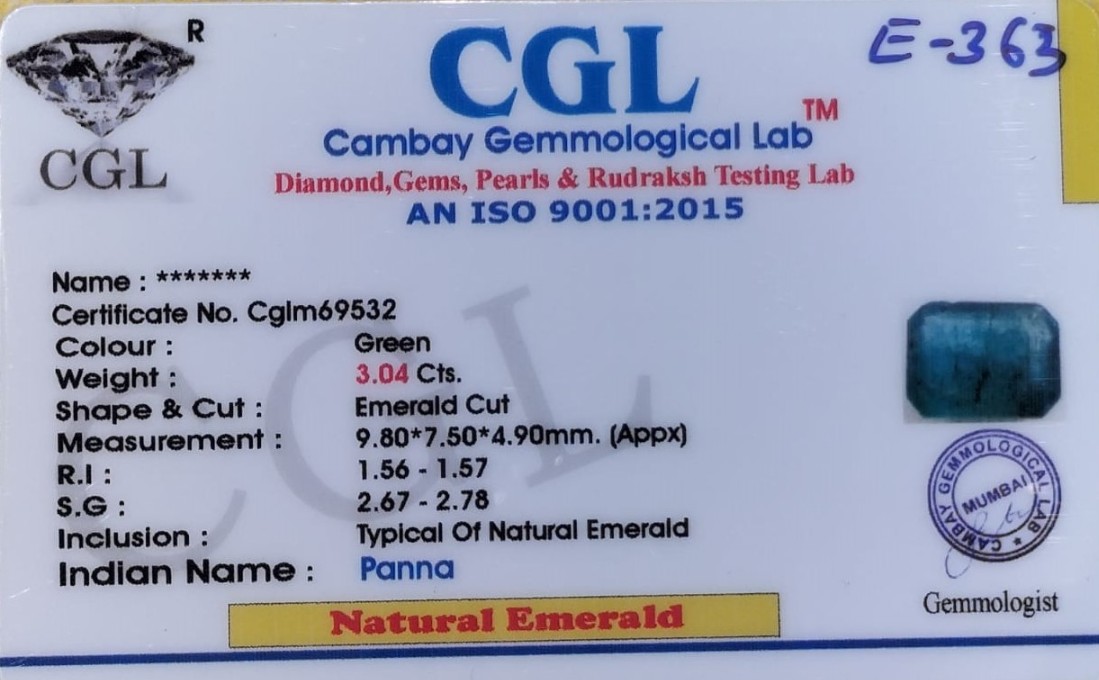 R
CGL
CGL
E-363
TM
Cambay Gemmological Lab
Diamond,Gems, Pearls & Rudraksh Testing Lab
AN ISO 9001:2015
Name : *******
Certificate No. Cglm69532
Colour : Green
Weight : 3.04 Cts.
Shape & Cut : Emerald Cut
Measurement : 9.80*7.50*4.90mm. (Appx)
R.I : 1.56 - 1.57
S.G : 2.67 - 2.78
Inclusion : Typical Of Natural Emerald
Indian Name : Panna
CGL
CAMBAY GEMMOLOGICAL LAB
MUMBAI
Gemmologist
Natural Emerald